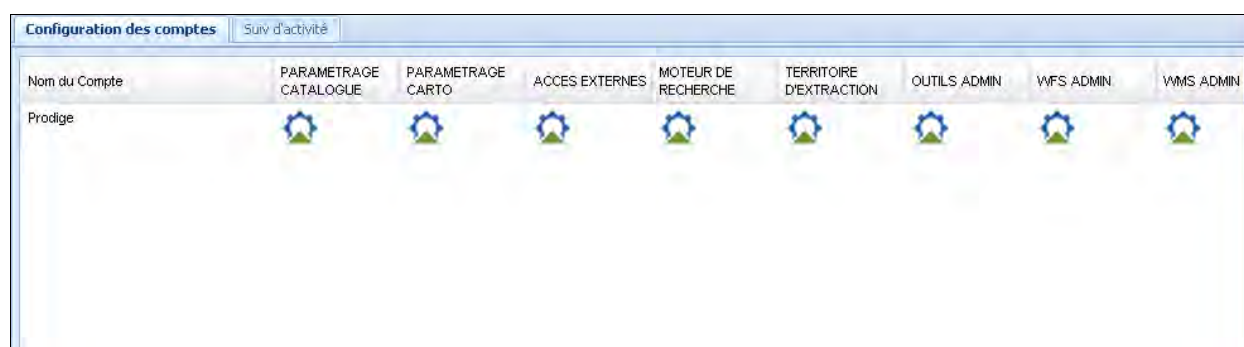 Configuration des comptes Suiv d'activité
Nom du Compte PARAMETRAGE CATALOGUE PARAMETRAGE CARTO ACCES EXTERNES MOTEUR DE RECHERCHE TERRITOIRE D'EXTRACTION OUTILS ADMIN WFS ADMIN WMS ADMIN
Prodige